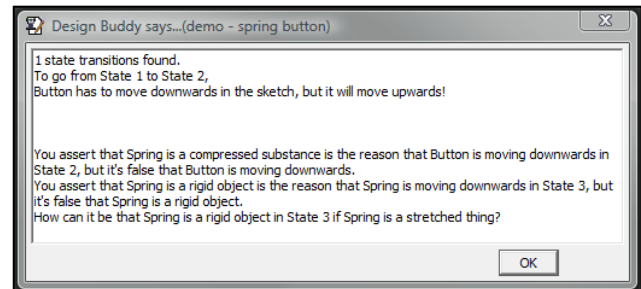 Design Buddy says...(demo - spring button)
1 state transitions found.
To go from State 1 to State 2,
Button has to move downwards in the sketch, but it will move upwards!
You assert that Spring is a compressed substance is the reason that Button is moving downwards in
State 2, but it's false that Button is moving downwards.
You assert that Spring is a rigid object is the reason that Spring is moving downwards in State 3, but
it's false that Spring is a rigid object.
How can it be that Spring is a rigid object in State 3 if Spring is a stretched thing?
OK